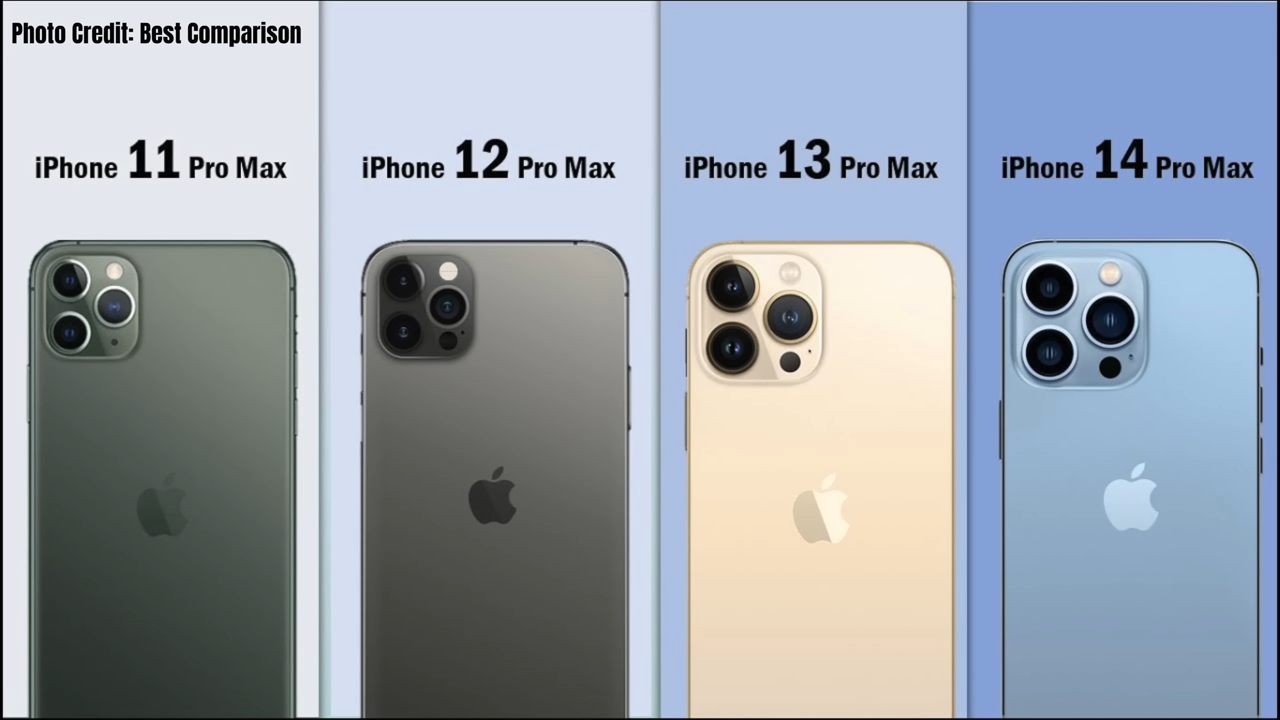 Photo Credit: Best Comparison
iPhone 11 Pro Max
iPhone 12 Pro Max
iPhone 13 Pro Max
iPhone 14 Pro Max